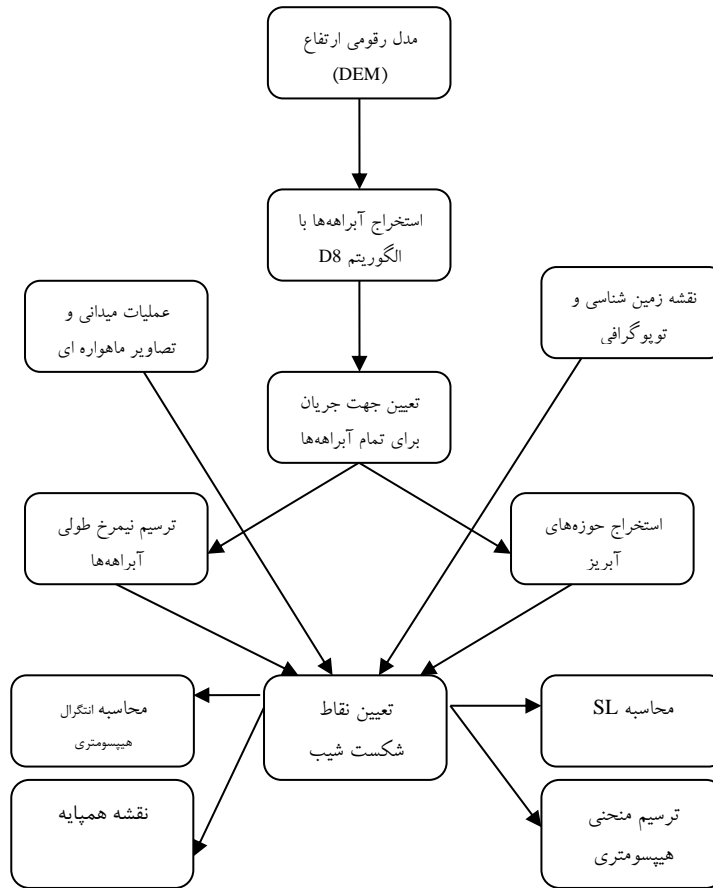 مدل رقومی ارتفاع
(DEM)
استخراج آبراهه‌ها با
الگوریتم D8
نقشه زمین شناسی و
توپوگرافی
عملیات میدانی و
تصاویر ماهواره ای
تعیین جهت جریان
برای تمام آبراهه‌ها
استخراج حوزه‌های
آبریز
ترسیم نیمرخ طولی
آبراهه‌ها
محاسبه SL
تعیین نقاط
شکست شیب
محاسبه انتگرال
هیپسومتری
ترسیم منحنی
هیپسومتری
نقشه همپایه